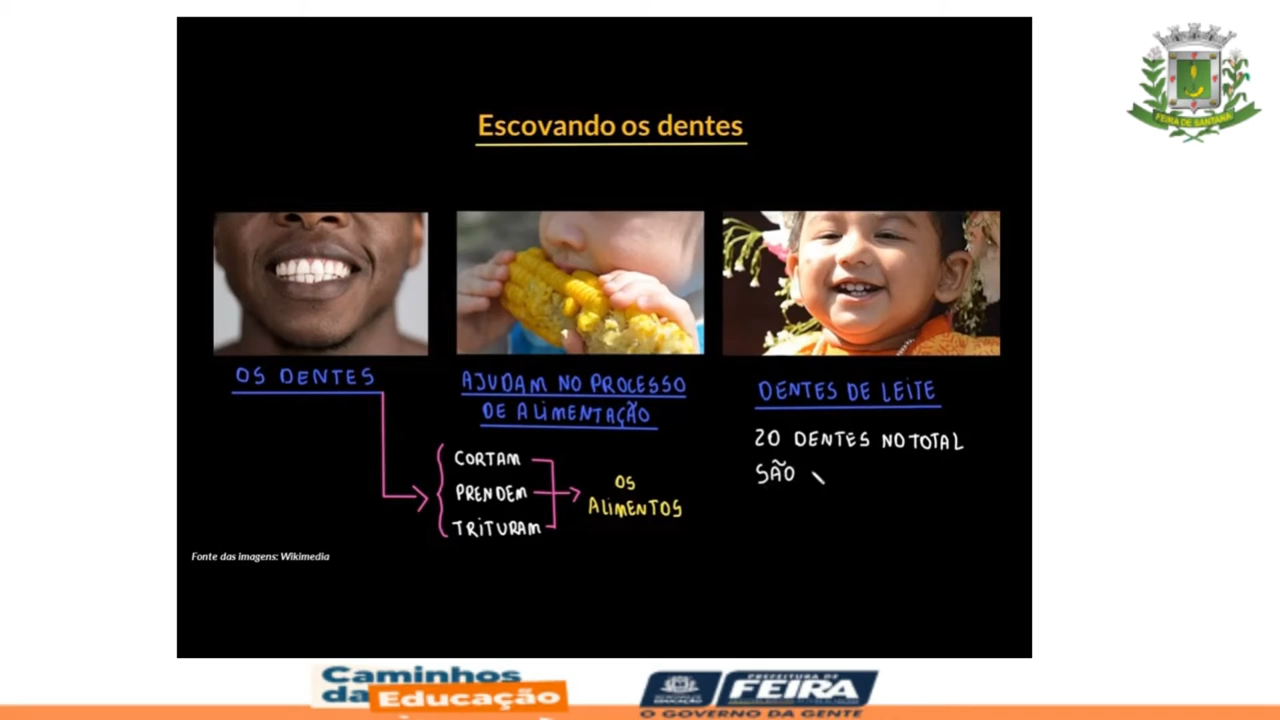 FEIRA DE SANTANA
Escovando os dentes
OS DENTES
AJUDAM NO PROCESSO
DE ALIMENTAÇÃO
DENTES DE LEITE
20 DENTES NO TOTAL
SÃO
CORTAM
PRENDEM
TRITURAM
OS
ALIMENTOS
Fonte das imagens: Wikimedia
Caminhos
da Educação
PREFEITURA DE
FEIRA
EDUCAÇÃO
O GOVERNO DA GENTE